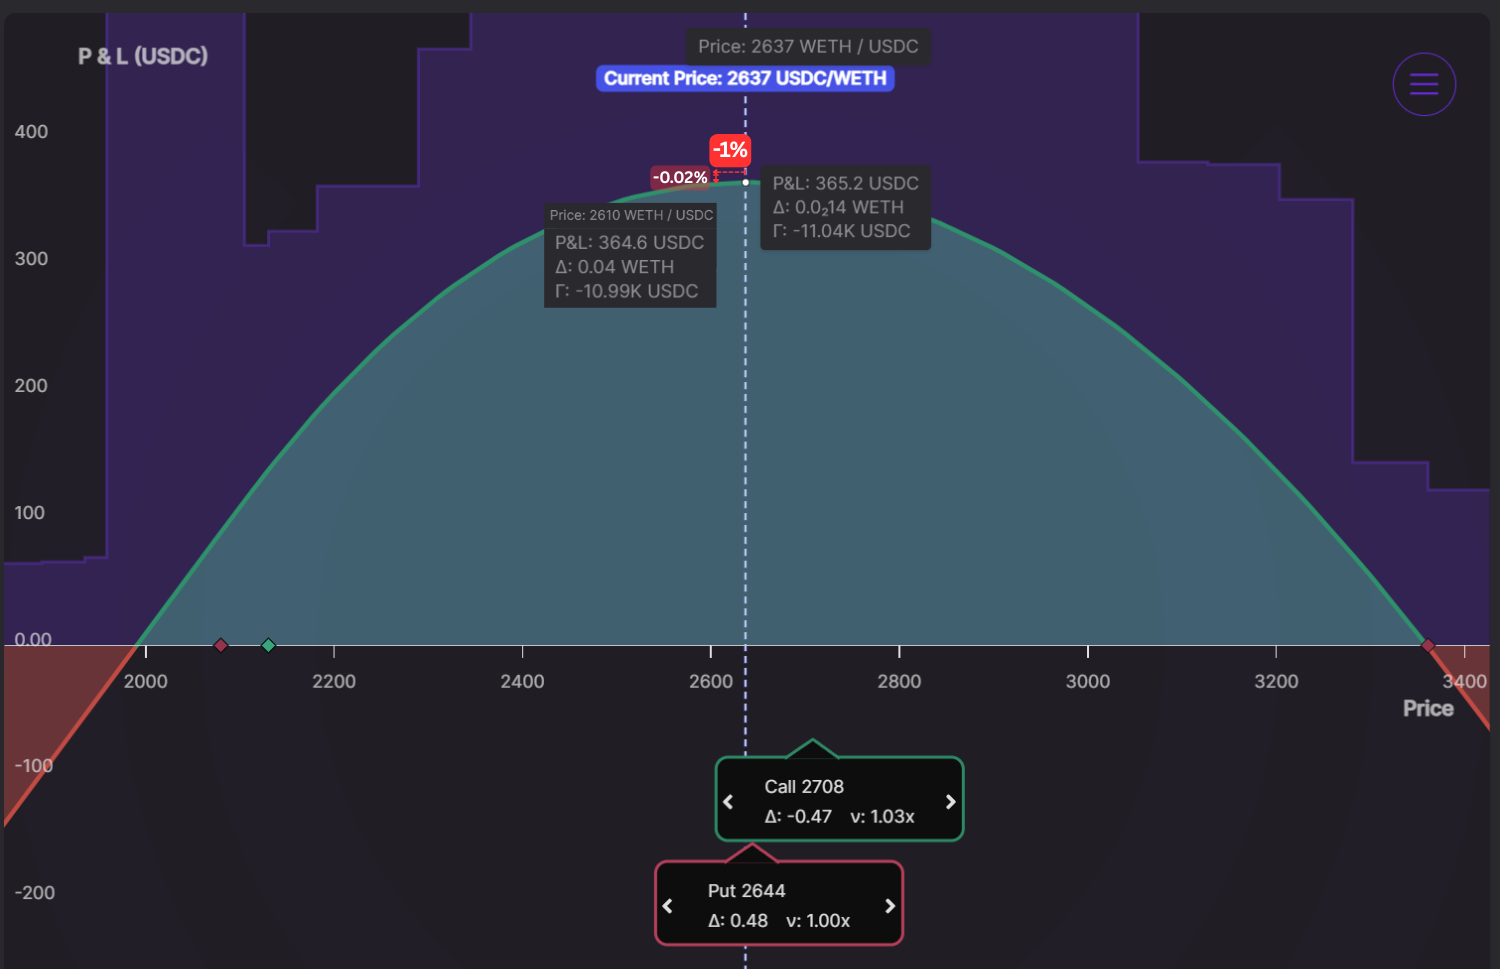 P & L (USDC)
Price: 2637 WETH / USDC
Current Price: 2637 USDC/WETH
400
-1%
-0.02%
P&L: 365.2 USDC
Δ: 0.0₂14 WETH
Γ: -11.04K USDC
Price: 2610 WETH / USDC
P&L: 364.6 USDC
Δ: 0.04 WETH
Γ: -10.99K USDC
300
200
100
0.00
2000 2200 2400 2600 2800 3000 3200 3400
Price
-100
Call 2708
Δ: -0.47 ν: 1.03x
-200
Put 2644
Δ: 0.48 ν: 1.00x